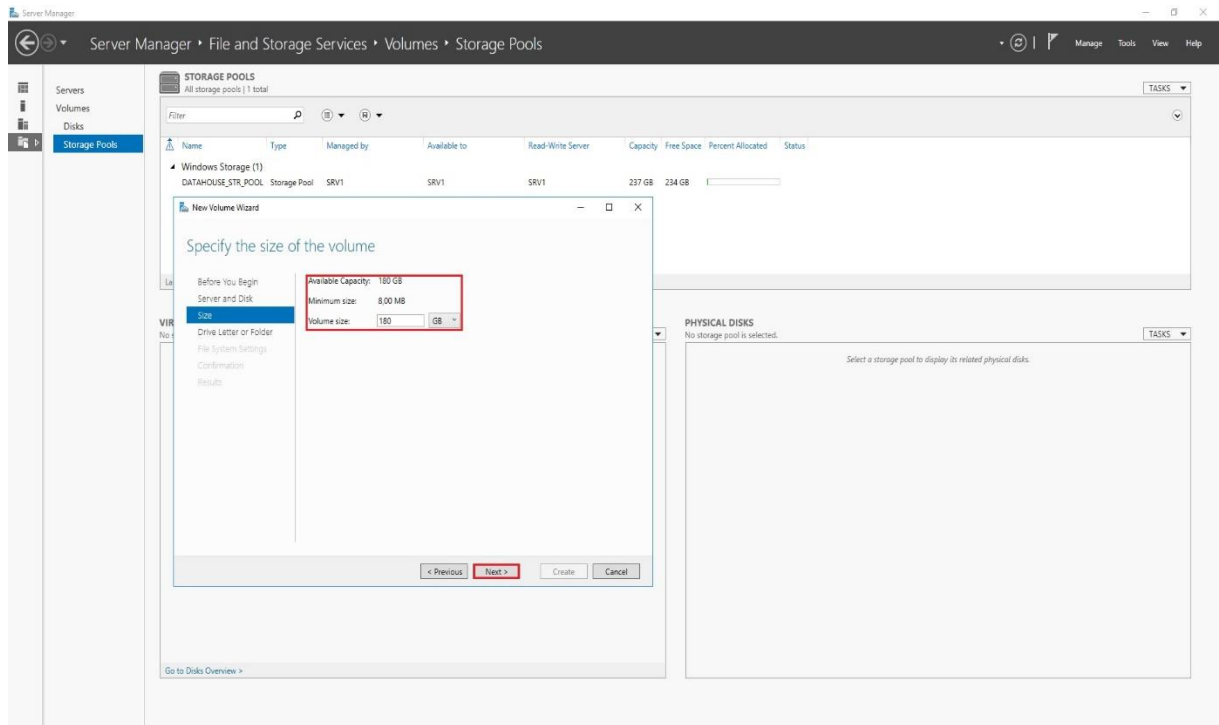 Server Manager
Server Manager ‣ File and Storage Services ‣ Volumes ‣ Storage Pools
Manage Tools View Help
Servers
Volumes
Disks
Storage Pools
STORAGE POOLS
All storage pools | 1 total
TASKS
Filter
Name Type Managed by Available to Read-Write Server Capacity Free Space Percent Allocated Status
Windows Storage (1)
DATAHOUSE_STR_POOL Storage Pool SRV1 SRV1 SRV1 237 GB 234 GB
New Volume Wizard
Specify the size of the volume
Before You Begin
Server and Disk
Size
Drive Letter or Folder
File System Settings
Confirmation
Results
Available Capacity: 180 GB
Minimum size: 8,00 MB
Volume size: 180 GB
< Previous Next > Create Cancel
La
VIR
No s
PHYSICAL DISKS
No storage pool is selected.
TASKS
Select a storage pool to display its related physical disks.
Go to Disks Overview >